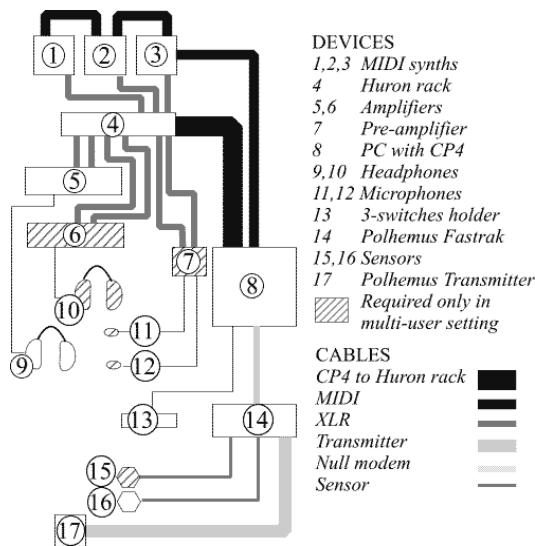 1
2
3
4
5
6
7
8
10
11
9
12
13
14
15
16
17
DEVICES
1,2,3 MIDI synths
4 Huron rack
5,6 Amplifiers
7 Pre-amplifier
8 PC with CP4
9,10 Headphones
11,12 Microphones
13 3-switches holder
14 Polhemus Fastrak
15,16 Sensors
17 Polhemus Transmitter
Required only in
multi-user setting
CABLES
CP4 to Huron rack
MIDI
XLR
Transmitter
Null modem
Sensor